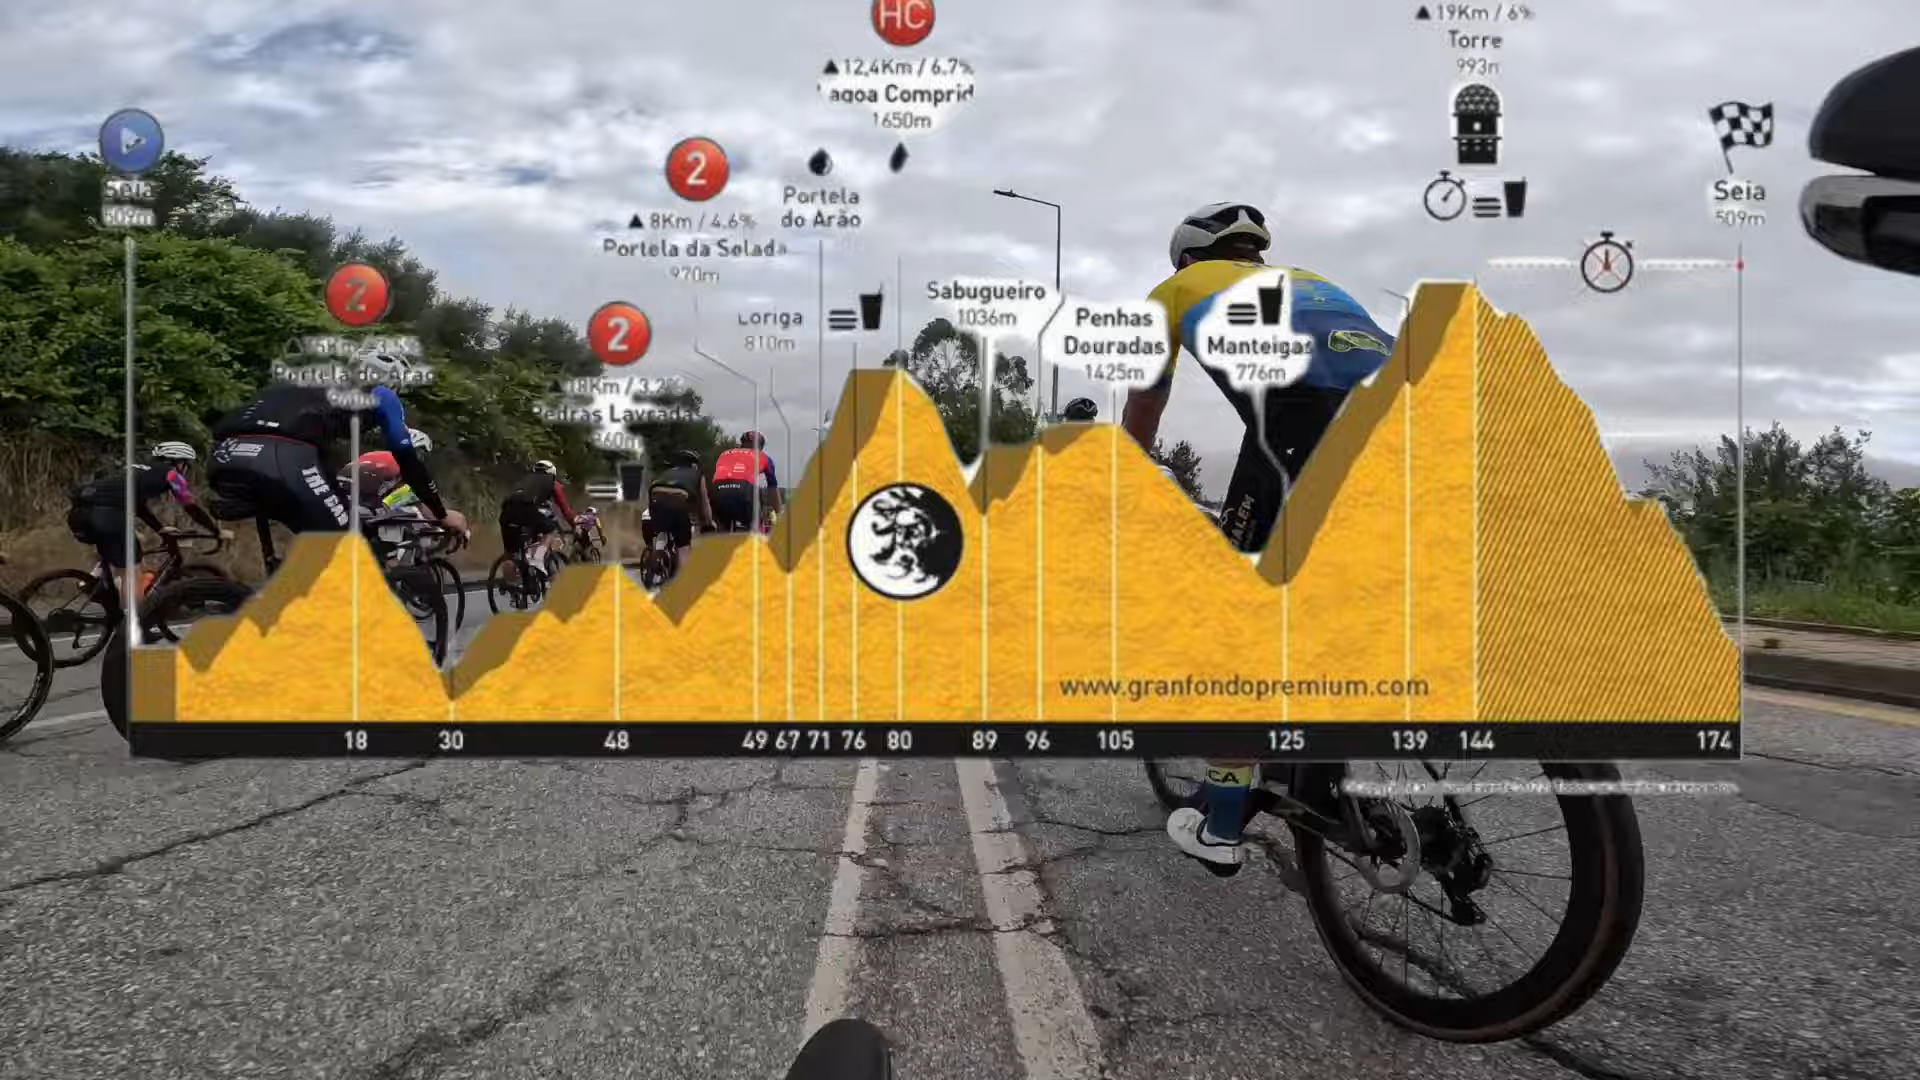 HC
▲12,4Km / 6.7%
1650m
▲19Km / 6%
Torre
Seia
509m
2
▲8Km / 4.6%
Portela da Selada
970m
Portela
do Arão
Seia
509m
2
2
Loriga
810m
Sabugueiro
1036m
Penhas
Douradas
1425m
Manteigas
776m
THE
CA
www.granfondopremium.com
18 30 48 49 67 71 76 80 89 96 105 125 139 144 174